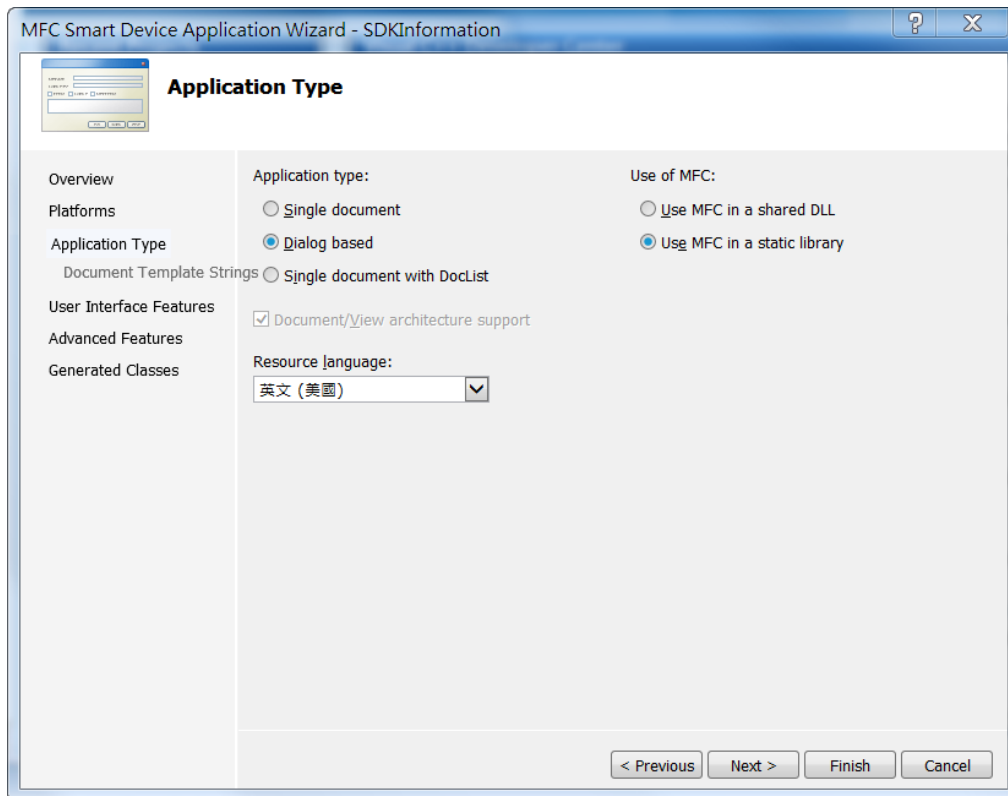 MFC Smart Device Application Wizard - SDKInformation
Application Type
Overview
Platforms
Application Type
Document Template Strings
User Interface Features
Advanced Features
Generated Classes
Application type:
Single document
Dialog based
Single document with DocList
Document/View architecture support
Resource language:
英文 (美國)
Use of MFC:
Use MFC in a shared DLL
Use MFC in a static library
< Previous
Next >
Finish
Cancel